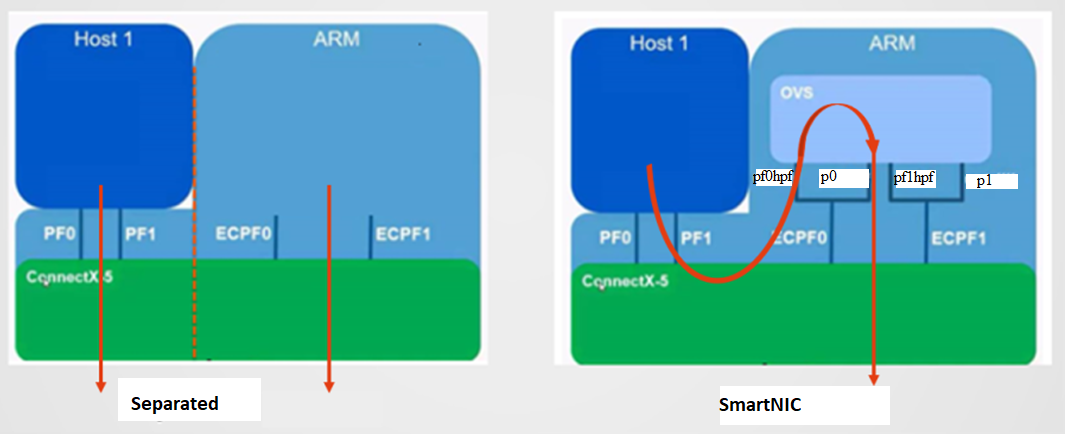 Host 1
ARM
PF0
PF1
ECPF0
ECPF1
ConnectX-5
Separated
Host 1
ARM
OVS
pf0hpf
p0
pf1hpf
p1
PF0
PF1
ECPF0
ECPF1
ConnectX-5
SmartNIC